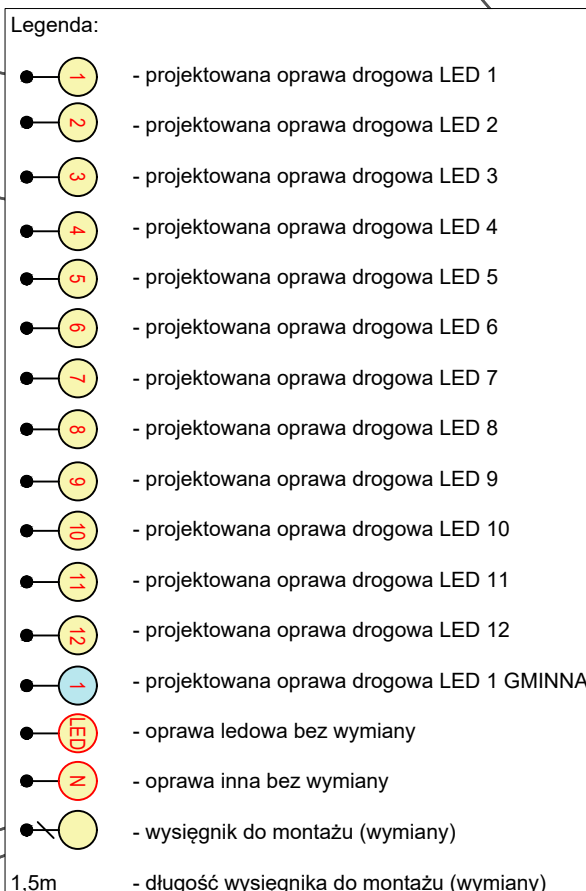 Legenda:
1 - projektowana oprawa drogowa LED 1
2 - projektowana oprawa drogowa LED 2
3 - projektowana oprawa drogowa LED 3
4 - projektowana oprawa drogowa LED 4
5 - projektowana oprawa drogowa LED 5
6 - projektowana oprawa drogowa LED 6
7 - projektowana oprawa drogowa LED 7
8 - projektowana oprawa drogowa LED 8
9 - projektowana oprawa drogowa LED 9
10 - projektowana oprawa drogowa LED 10
11 - projektowana oprawa drogowa LED 11
12 - projektowana oprawa drogowa LED 12
1 - projektowana oprawa drogowa LED 1 GMINNA
LED - oprawa ledowa bez wymiany
N - oprawa inna bez wymiany
- wysięgnik do montażu (wymiany)
1,5m - długość wysięgnika do montażu (wymiany)